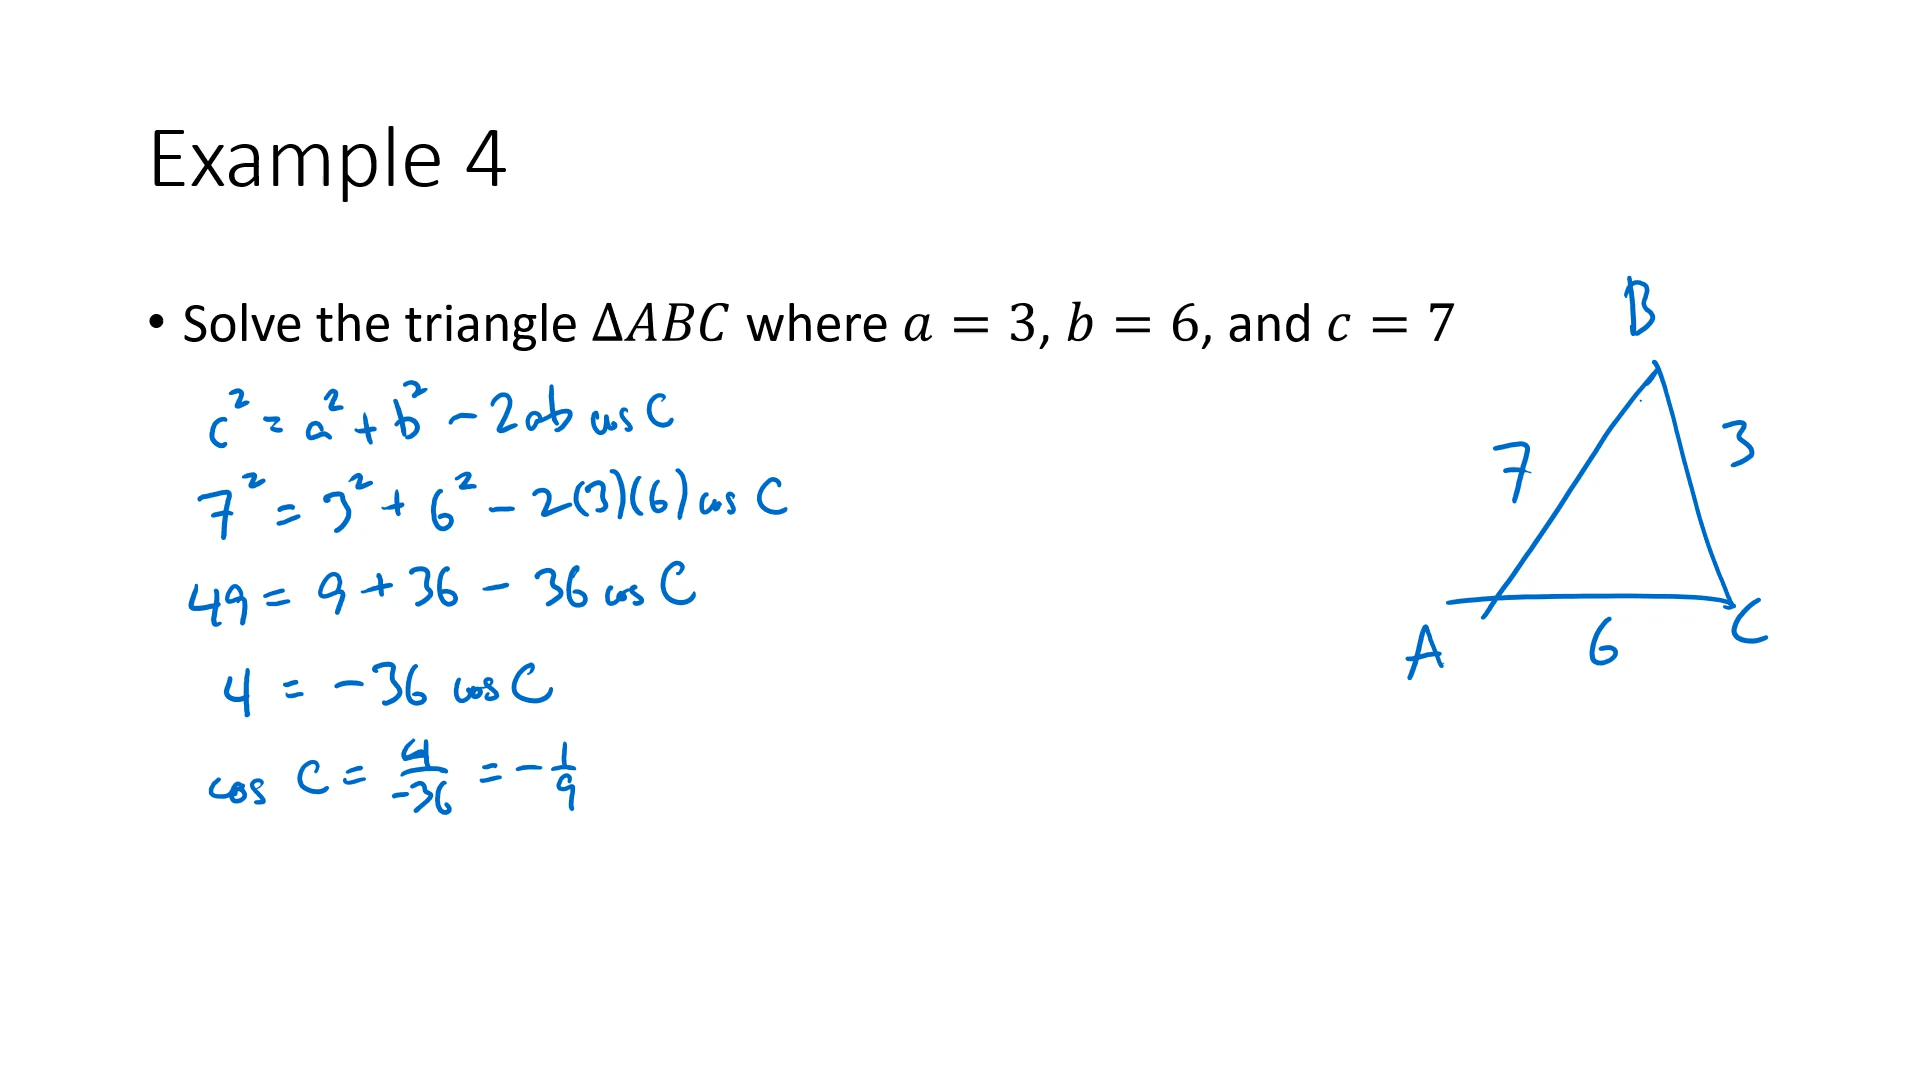 Example 4
• Solve the triangle Δ𝐴𝐵𝐶 where 𝑎 = 3, 𝑏 = 6, and 𝑐 = 7
c² = a² + b² - 2ab cos C
7² = 3² + 6² - 2(3)(6) cos C
49 = 9 + 36 - 36 cos C
4 = -36 cos C
cos C = 4/-36 = -1/9
B
7
3
A
6
C